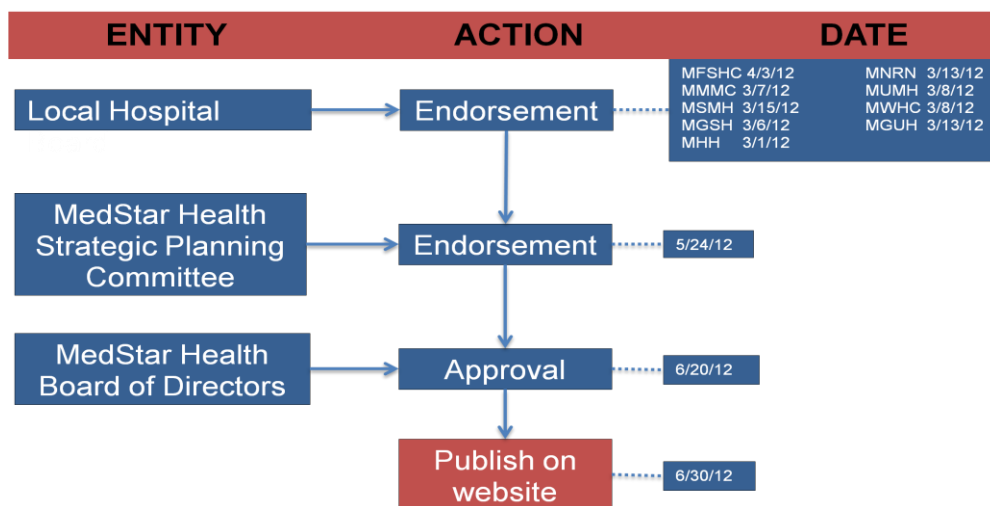 ENTITY ACTION DATE
Local Hospital
Endorsement
MFSHC 4/3/12 MNRN 3/13/12
MMMC 3/7/12 MUMH 3/8/12
MSMH 3/15/12 MWHC 3/8/12
MGSH 3/6/12 MGUH 3/13/12
MHH 3/1/12
MedStar Health
Strategic Planning
Committee
Endorsement
5/24/12
MedStar Health
Board of Directors
Approval
6/20/12
Publish on
website
6/30/12